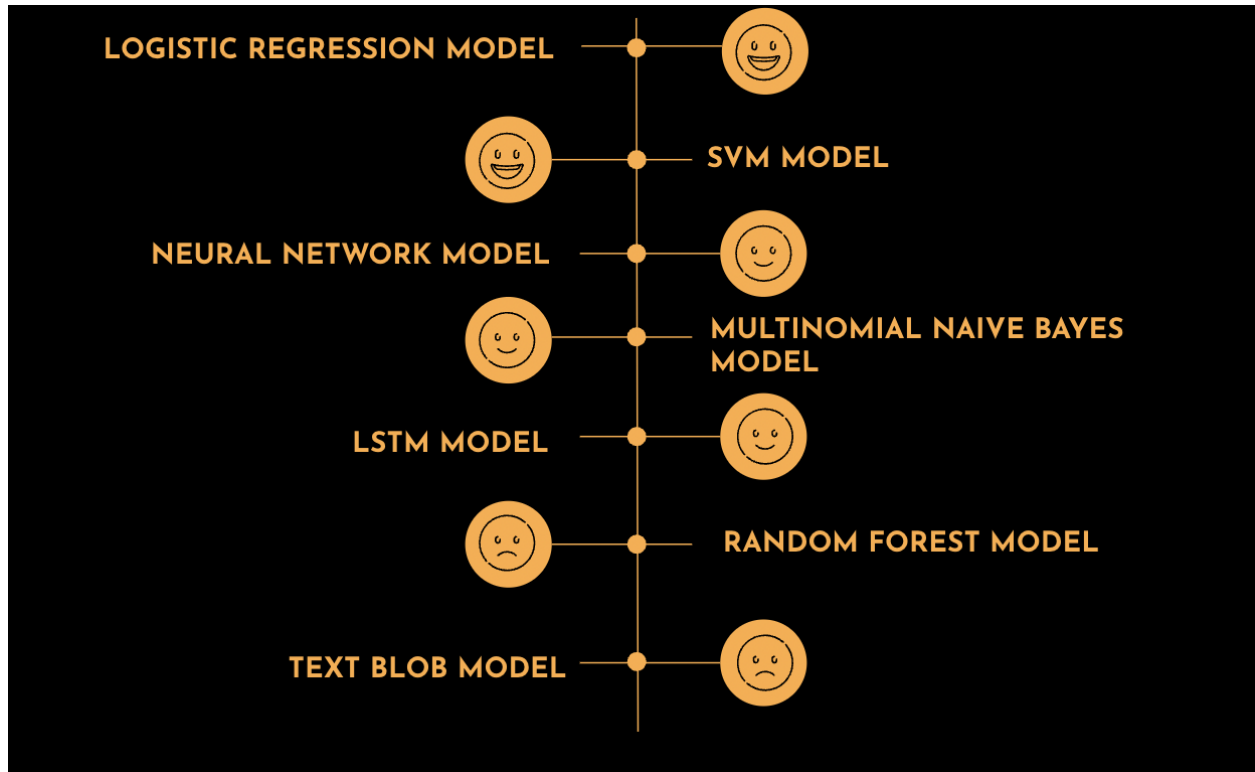 LOGISTIC REGRESSION MODEL
SVM MODEL
NEURAL NETWORK MODEL
MULTINOMIAL NAIVE BAYES
MODEL
LSTM MODEL
RANDOM FOREST MODEL
TEXT BLOB MODEL